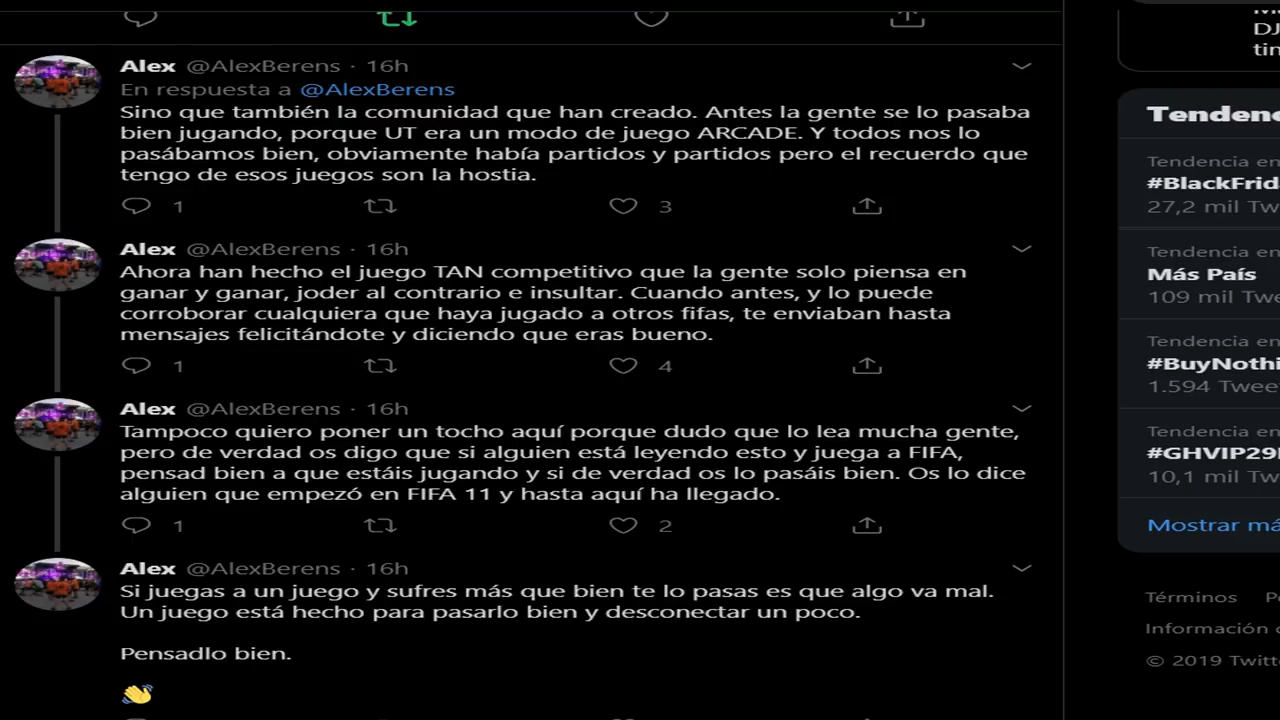 Alex @AlexBerens · 16h
En respuesta a @AlexBerens
Sino que también la comunidad que han creado. Antes la gente se lo pasaba
bien jugando, porque UT era un modo de juego ARCADE. Y todos nos lo
pasábamos bien, obviamente había partidos y partidos pero el recuerdo que
tengo de esos juegos son la hostia.
1 3
Alex @AlexBerens · 16h
Ahora han hecho el juego TAN competitivo que la gente solo piensa en
ganar y ganar, joder al contrario e insultar. Cuando antes, y lo puede
corroborar cualquiera que haya jugado a otros fifas, te enviaban hasta
mensajes felicitándote y diciendo que eras bueno.
1 4
Alex @AlexBerens · 16h
Tampoco quiero poner un tocho aquí porque dudo que lo lea mucha gente,
pero de verdad os digo que si alguien está leyendo esto y juega a FIFA,
pensad bien a que estáis jugando y si de verdad os lo pasáis bien. Os lo dice
alguien que empezó en FIFA 11 y hasta aquí ha llegado.
1 2
Alex @AlexBerens · 16h
Si juegas a un juego y sufres más que bien te lo pasas es que algo va mal.
Un juego está hecho para pasarlo bien y desconectar un poco.
Pensadlo bien.
👋
DJ
tin
Tendenc
Tendencia en
#BlackFrid
27,2 mil Tw
Tendencia en
Más País
109 mil Twe
Tendencia en
#BuyNothi
1.594 Twee
Tendencia en
#GHVIP29
10,1 mil Tw
Mostrar má
Términos
Información
© 2019 Twitt